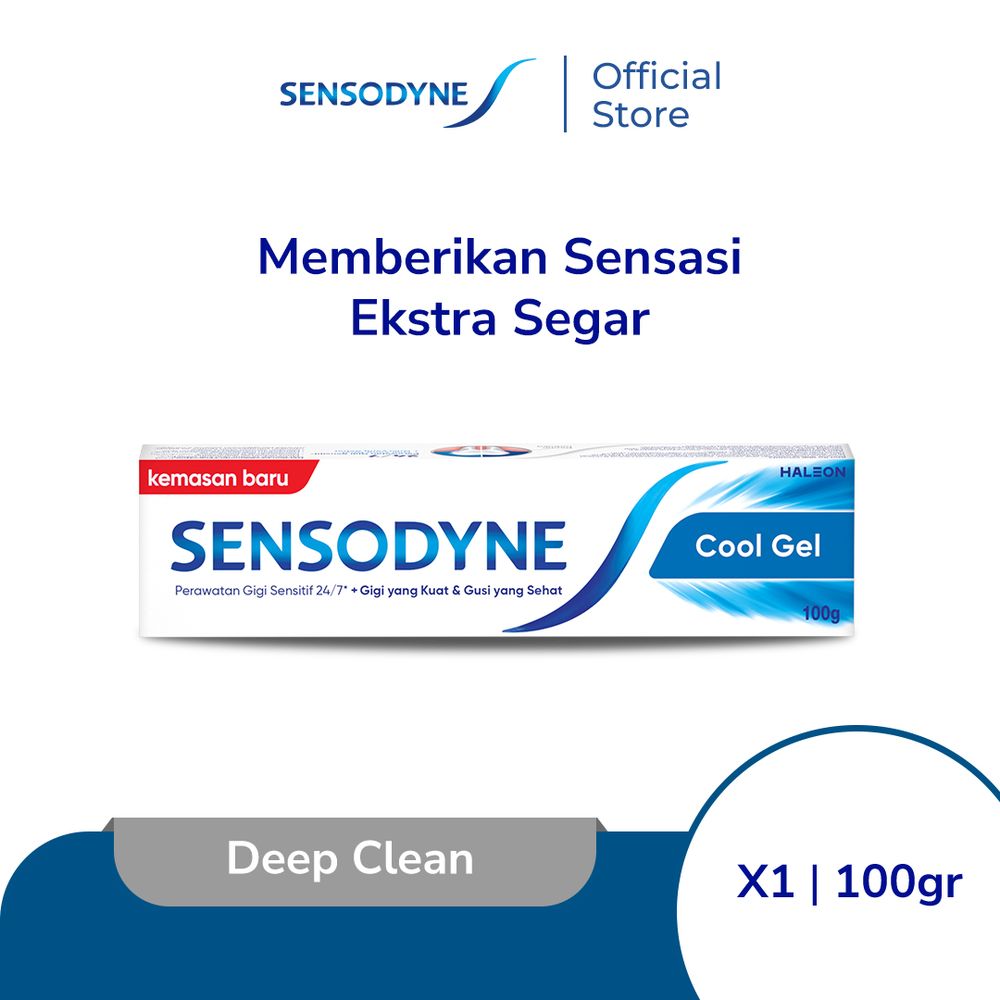 SENSODYNE
Official
Store
Memberikan Sensasi
Ekstra Segar
kemasan baru
HALEON
SENSODYNE
Cool Gel
Perawatan Gigi Sensitif 24/7* + Gigi yang Kuat & Gusi yang Sehat
100g
Deep Clean
X1 | 100gr